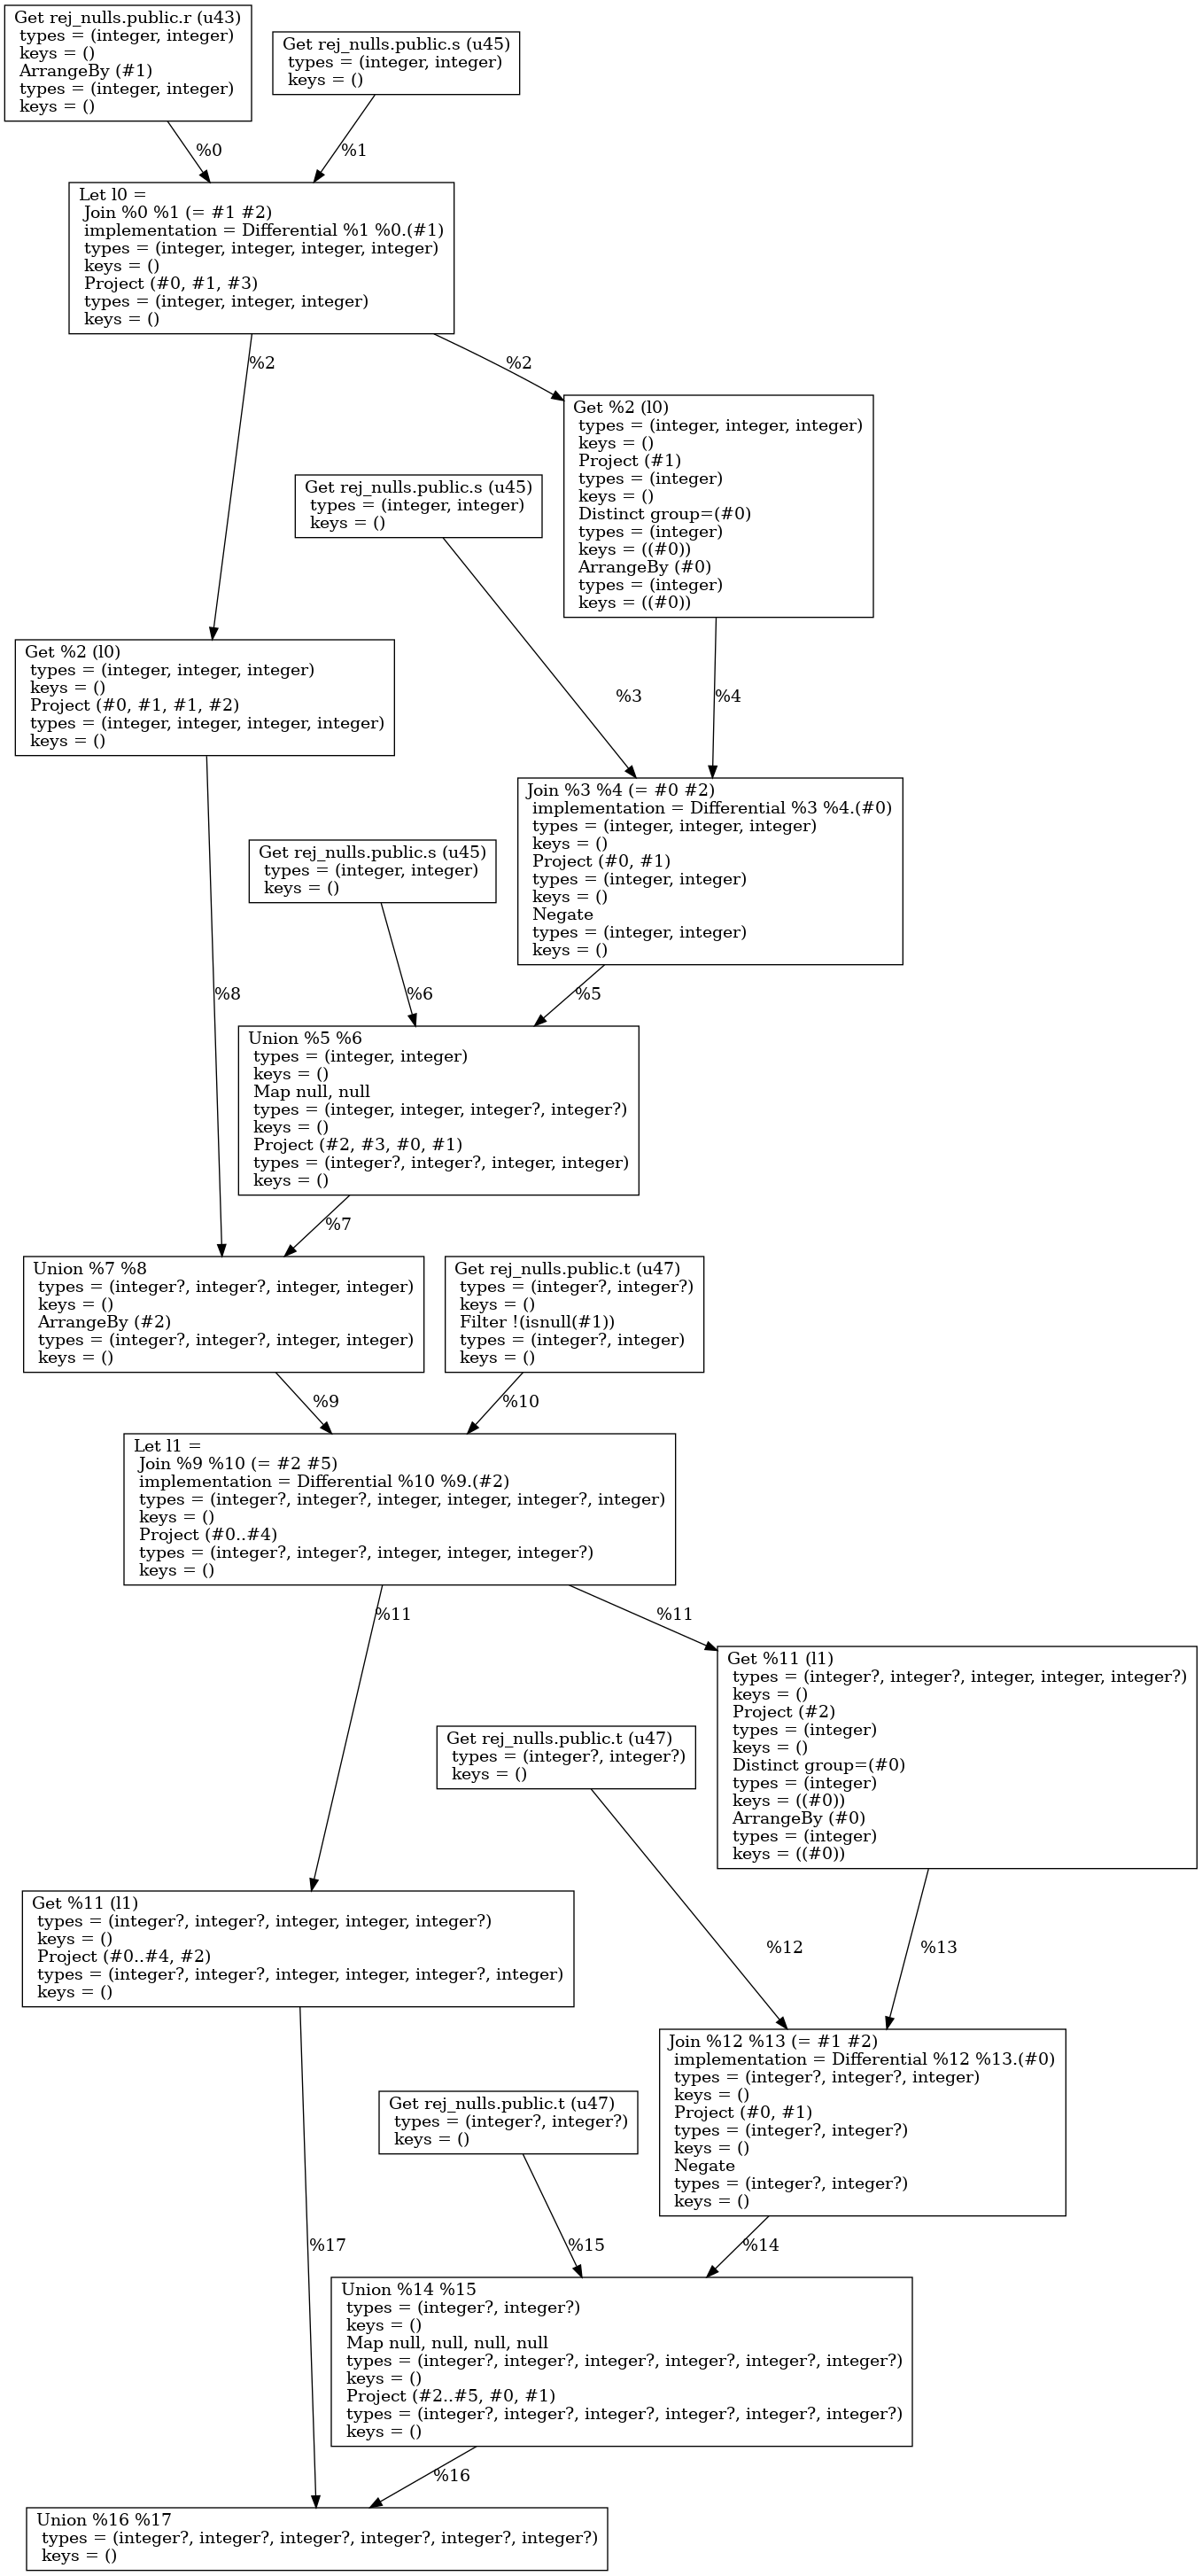 Get rej_nulls.public.r (u43)
types = (integer, integer)
keys = ()
ArrangeBy (#1)
types = (integer, integer)
keys = ()
Get rej_nulls.public.s (u45)
types = (integer, integer)
keys = ()
%0
%1
Let l0 =
Join %0 %1 (= #1 #2)
implementation = Differential %1 %0.(#1)
types = (integer, integer, integer, integer)
keys = ()
Project (#0, #1, #3)
types = (integer, integer, integer)
keys = ()
%2
%2
Get %2 (l0)
types = (integer, integer, integer)
keys = ()
Project (#1)
types = (integer)
keys = ()
Distinct group=(#0)
types = (integer)
keys = ((#0))
ArrangeBy (#0)
types = (integer)
keys = ((#0))
Get rej_nulls.public.s (u45)
types = (integer, integer)
keys = ()
Get %2 (l0)
types = (integer, integer, integer)
keys = ()
Project (#0, #1, #1, #2)
types = (integer, integer, integer, integer)
keys = ()
%3
%4
Join %3 %4 (= #0 #2)
implementation = Differential %3 %4.(#0)
types = (integer, integer, integer)
keys = ()
Project (#0, #1)
types = (integer, integer)
keys = ()
Negate
types = (integer, integer)
keys = ()
Get rej_nulls.public.s (u45)
types = (integer, integer)
keys = ()
%8
%6
%5
Union %5 %6
types = (integer, integer)
keys = ()
Map null, null
types = (integer, integer, integer?, integer?)
keys = ()
Project (#2, #3, #0, #1)
types = (integer?, integer?, integer, integer)
keys = ()
%7
Union %7 %8
types = (integer?, integer?, integer, integer)
keys = ()
ArrangeBy (#2)
types = (integer?, integer?, integer, integer)
keys = ()
Get rej_nulls.public.t (u47)
types = (integer?, integer?)
keys = ()
Filter !(isnull(#1))
types = (integer?, integer)
keys = ()
%9
%10
Let l1 =
Join %9 %10 (= #2 #5)
implementation = Differential %10 %9.(#2)
types = (integer?, integer?, integer, integer, integer?, integer)
keys = ()
Project (#0..#4)
types = (integer?, integer?, integer, integer, integer?)
keys = ()
%11
%11
Get %11 (l1)
types = (integer?, integer?, integer, integer, integer?)
keys = ()
Project (#2)
types = (integer)
keys = ()
Distinct group=(#0)
types = (integer)
keys = ((#0))
ArrangeBy (#0)
types = (integer)
keys = ((#0))
Get rej_nulls.public.t (u47)
types = (integer?, integer?)
keys = ()
Get %11 (l1)
types = (integer?, integer?, integer, integer, integer?)
keys = ()
Project (#0..#4, #2)
types = (integer?, integer?, integer, integer, integer?, integer)
keys = ()
%12
%13
Join %12 %13 (= #1 #2)
implementation = Differential %12 %13.(#0)
types = (integer?, integer?, integer)
keys = ()
Project (#0, #1)
types = (integer?, integer?)
keys = ()
Negate
types = (integer?, integer?)
keys = ()
Get rej_nulls.public.t (u47)
types = (integer?, integer?)
keys = ()
%17
%15
%14
Union %14 %15
types = (integer?, integer?)
keys = ()
Map null, null, null, null
types = (integer?, integer?, integer?, integer?, integer?, integer?)
keys = ()
Project (#2..#5, #0, #1)
types = (integer?, integer?, integer?, integer?, integer?, integer?)
keys = ()
%16
Union %16 %17
types = (integer?, integer?, integer?, integer?, integer?, integer?)
keys = ()